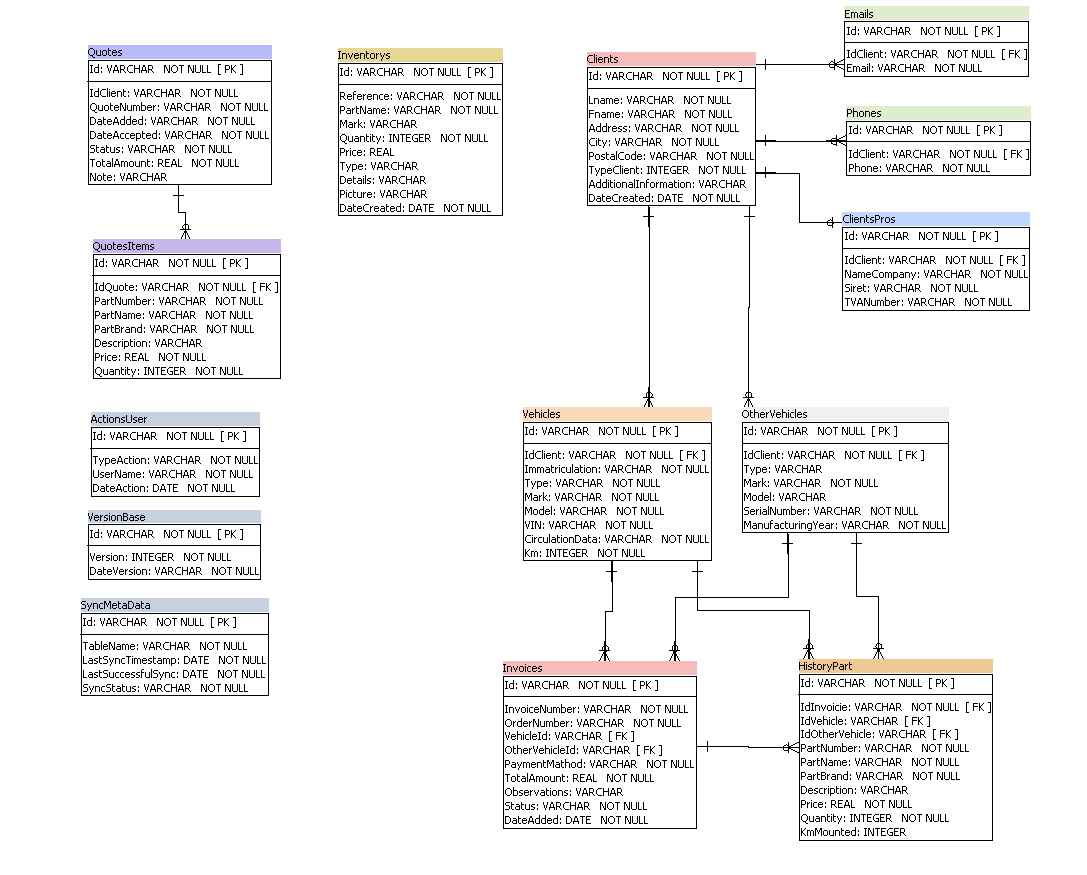 Quotes
Id: VARCHAR NOT NULL [ PK ]
IdClient: VARCHAR NOT NULL
QuoteNumber: VARCHAR NOT NULL
DateAdded: VARCHAR NOT NULL
DateAccepted: VARCHAR NOT NULL
Status: VARCHAR NOT NULL
TotalAmount: REAL NOT NULL
Note: VARCHAR
QuotesItems
Id: VARCHAR NOT NULL [ PK ]
IdQuote: VARCHAR NOT NULL [ FK ]
PartNumber: VARCHAR NOT NULL
PartName: VARCHAR NOT NULL
PartBrand: VARCHAR NOT NULL
Description: VARCHAR
Price: REAL NOT NULL
Quantity: INTEGER NOT NULL
ActionsUser
Id: VARCHAR NOT NULL [ PK ]
TypeAction: VARCHAR NOT NULL
UserName: VARCHAR NOT NULL
DateAction: DATE NOT NULL
VersionBase
Id: VARCHAR NOT NULL [ PK ]
Version: INTEGER NOT NULL
DateVersion: VARCHAR NOT NULL
SyncMetaData
Id: VARCHAR NOT NULL [ PK ]
TableName: VARCHAR NOT NULL
LastSyncTimestamp: DATE NOT NULL
LastSuccessfulSync: DATE NOT NULL
SyncStatus: VARCHAR NOT NULL
Inventorys
Id: VARCHAR NOT NULL [ PK ]
Reference: VARCHAR NOT NULL
PartName: VARCHAR NOT NULL
Mark: VARCHAR
Quantity: INTEGER NOT NULL
Price: REAL
Type: VARCHAR
Details: VARCHAR
Picture: VARCHAR
DateCreated: DATE NOT NULL
Clients
Id: VARCHAR NOT NULL [ PK ]
Lname: VARCHAR NOT NULL
Fname: VARCHAR NOT NULL
Address: VARCHAR NOT NULL
City: VARCHAR NOT NULL
PostalCode: VARCHAR NOT NULL
TypeClient: INTEGER NOT NULL
AdditionalInformation: VARCHAR
DateCreated: DATE NOT NULL
Emails
Id: VARCHAR NOT NULL [ PK ]
IdClient: VARCHAR NOT NULL [ FK ]
Email: VARCHAR NOT NULL
Phones
Id: VARCHAR NOT NULL [ PK ]
IdClient: VARCHAR NOT NULL [ FK ]
Phone: VARCHAR NOT NULL
ClientsPros
Id: VARCHAR NOT NULL [ PK ]
IdClient: VARCHAR NOT NULL [ FK ]
NameCompany: VARCHAR NOT NULL
Siret: VARCHAR NOT NULL
TVANumber: VARCHAR NOT NULL
Vehicles
Id: VARCHAR NOT NULL [ PK ]
IdClient: VARCHAR NOT NULL [ FK ]
Immatriculation: VARCHAR NOT NULL
Type: VARCHAR NOT NULL
Mark: VARCHAR NOT NULL
Model: VARCHAR NOT NULL
VIN: VARCHAR NOT NULL
CirculationData: VARCHAR NOT NULL
Km: INTEGER NOT NULL
OtherVehicles
Id: VARCHAR NOT NULL [ PK ]
IdClient: VARCHAR NOT NULL [ FK ]
Type: VARCHAR
Mark: VARCHAR NOT NULL
Model: VARCHAR
SerialNumber: VARCHAR NOT NULL
ManufacturingYear: VARCHAR NOT NULL
Invoices
Id: VARCHAR NOT NULL [ PK ]
InvoiceNumber: VARCHAR NOT NULL
OrderNumber: VARCHAR NOT NULL
VehicleId: VARCHAR [ FK ]
OtherVehicleId: VARCHAR [ FK ]
PaymentMathod: VARCHAR NOT NULL
TotalAmount: REAL NOT NULL
Observations: VARCHAR
Status: VARCHAR NOT NULL
DateAdded: DATE NOT NULL
HistoryPart
Id: VARCHAR NOT NULL [ PK ]
IdInvoicie: VARCHAR NOT NULL [ FK ]
IdVehicle: VARCHAR [ FK ]
IdOtherVehicle: VARCHAR [ FK ]
PartNumber: VARCHAR NOT NULL
PartName: VARCHAR NOT NULL
PartBrand: VARCHAR NOT NULL
Description: VARCHAR
Price: REAL NOT NULL
Quantity: INTEGER NOT NULL
KmMounted: INTEGER